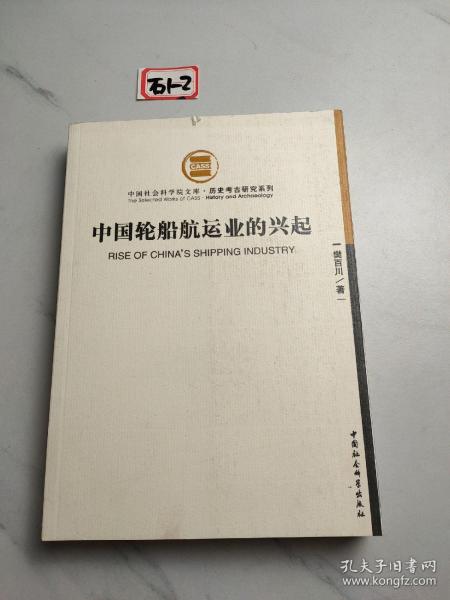 石1-2
CASS
中国社会科学院文库·历史考古研究系列
The Selected Works of CASS · History and Archaeology
中国轮船航运业的兴起
RISE OF CHINA'S SHIPPING INDUSTRY
樊百川／著
中国社会科学出版社
孔夫子旧书网
www.kongfz.com